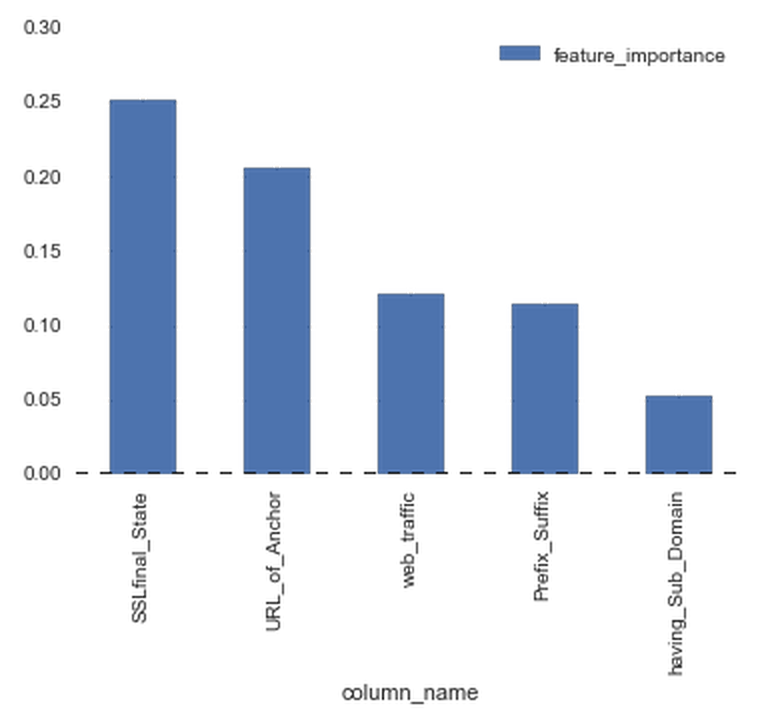 0.30
feature_importance
0.25
0.20
0.15
0.10
0.05
0.00
SSLfinal_State
URL_of_Anchor
web_traffic
Prefix_Suffix
having_Sub_Domain
column_name